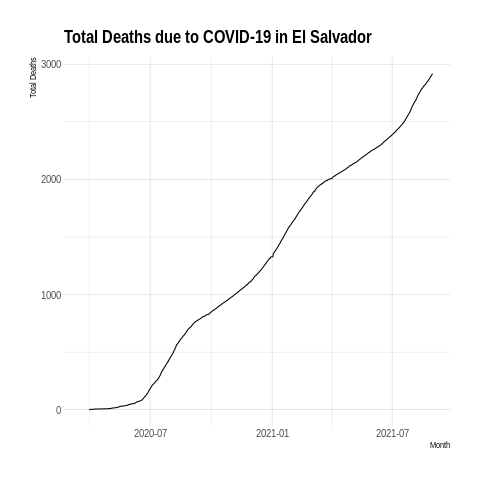 Total Deaths due to COVID-19 in El Salvador
Total Deaths
3000
2000
1000
0
2020-07
2021-01
2021-07
Month